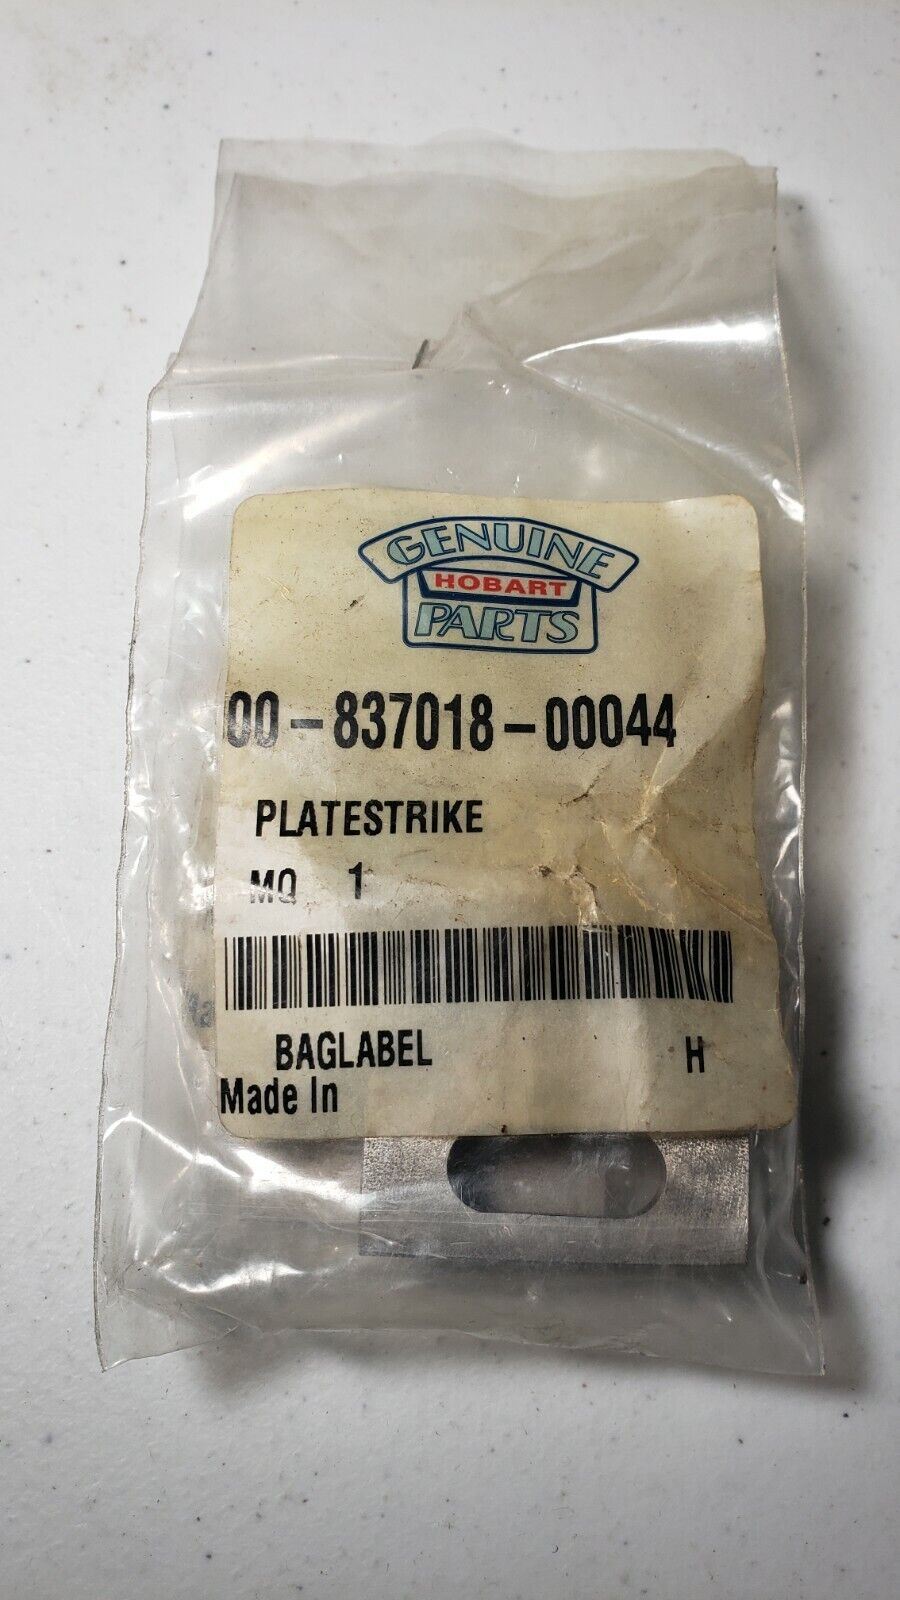 GENUINE
HOBART
PARTS
00-837018-00044
PLATESTRIKE
MQ 1
BAGLABEL H
Made In